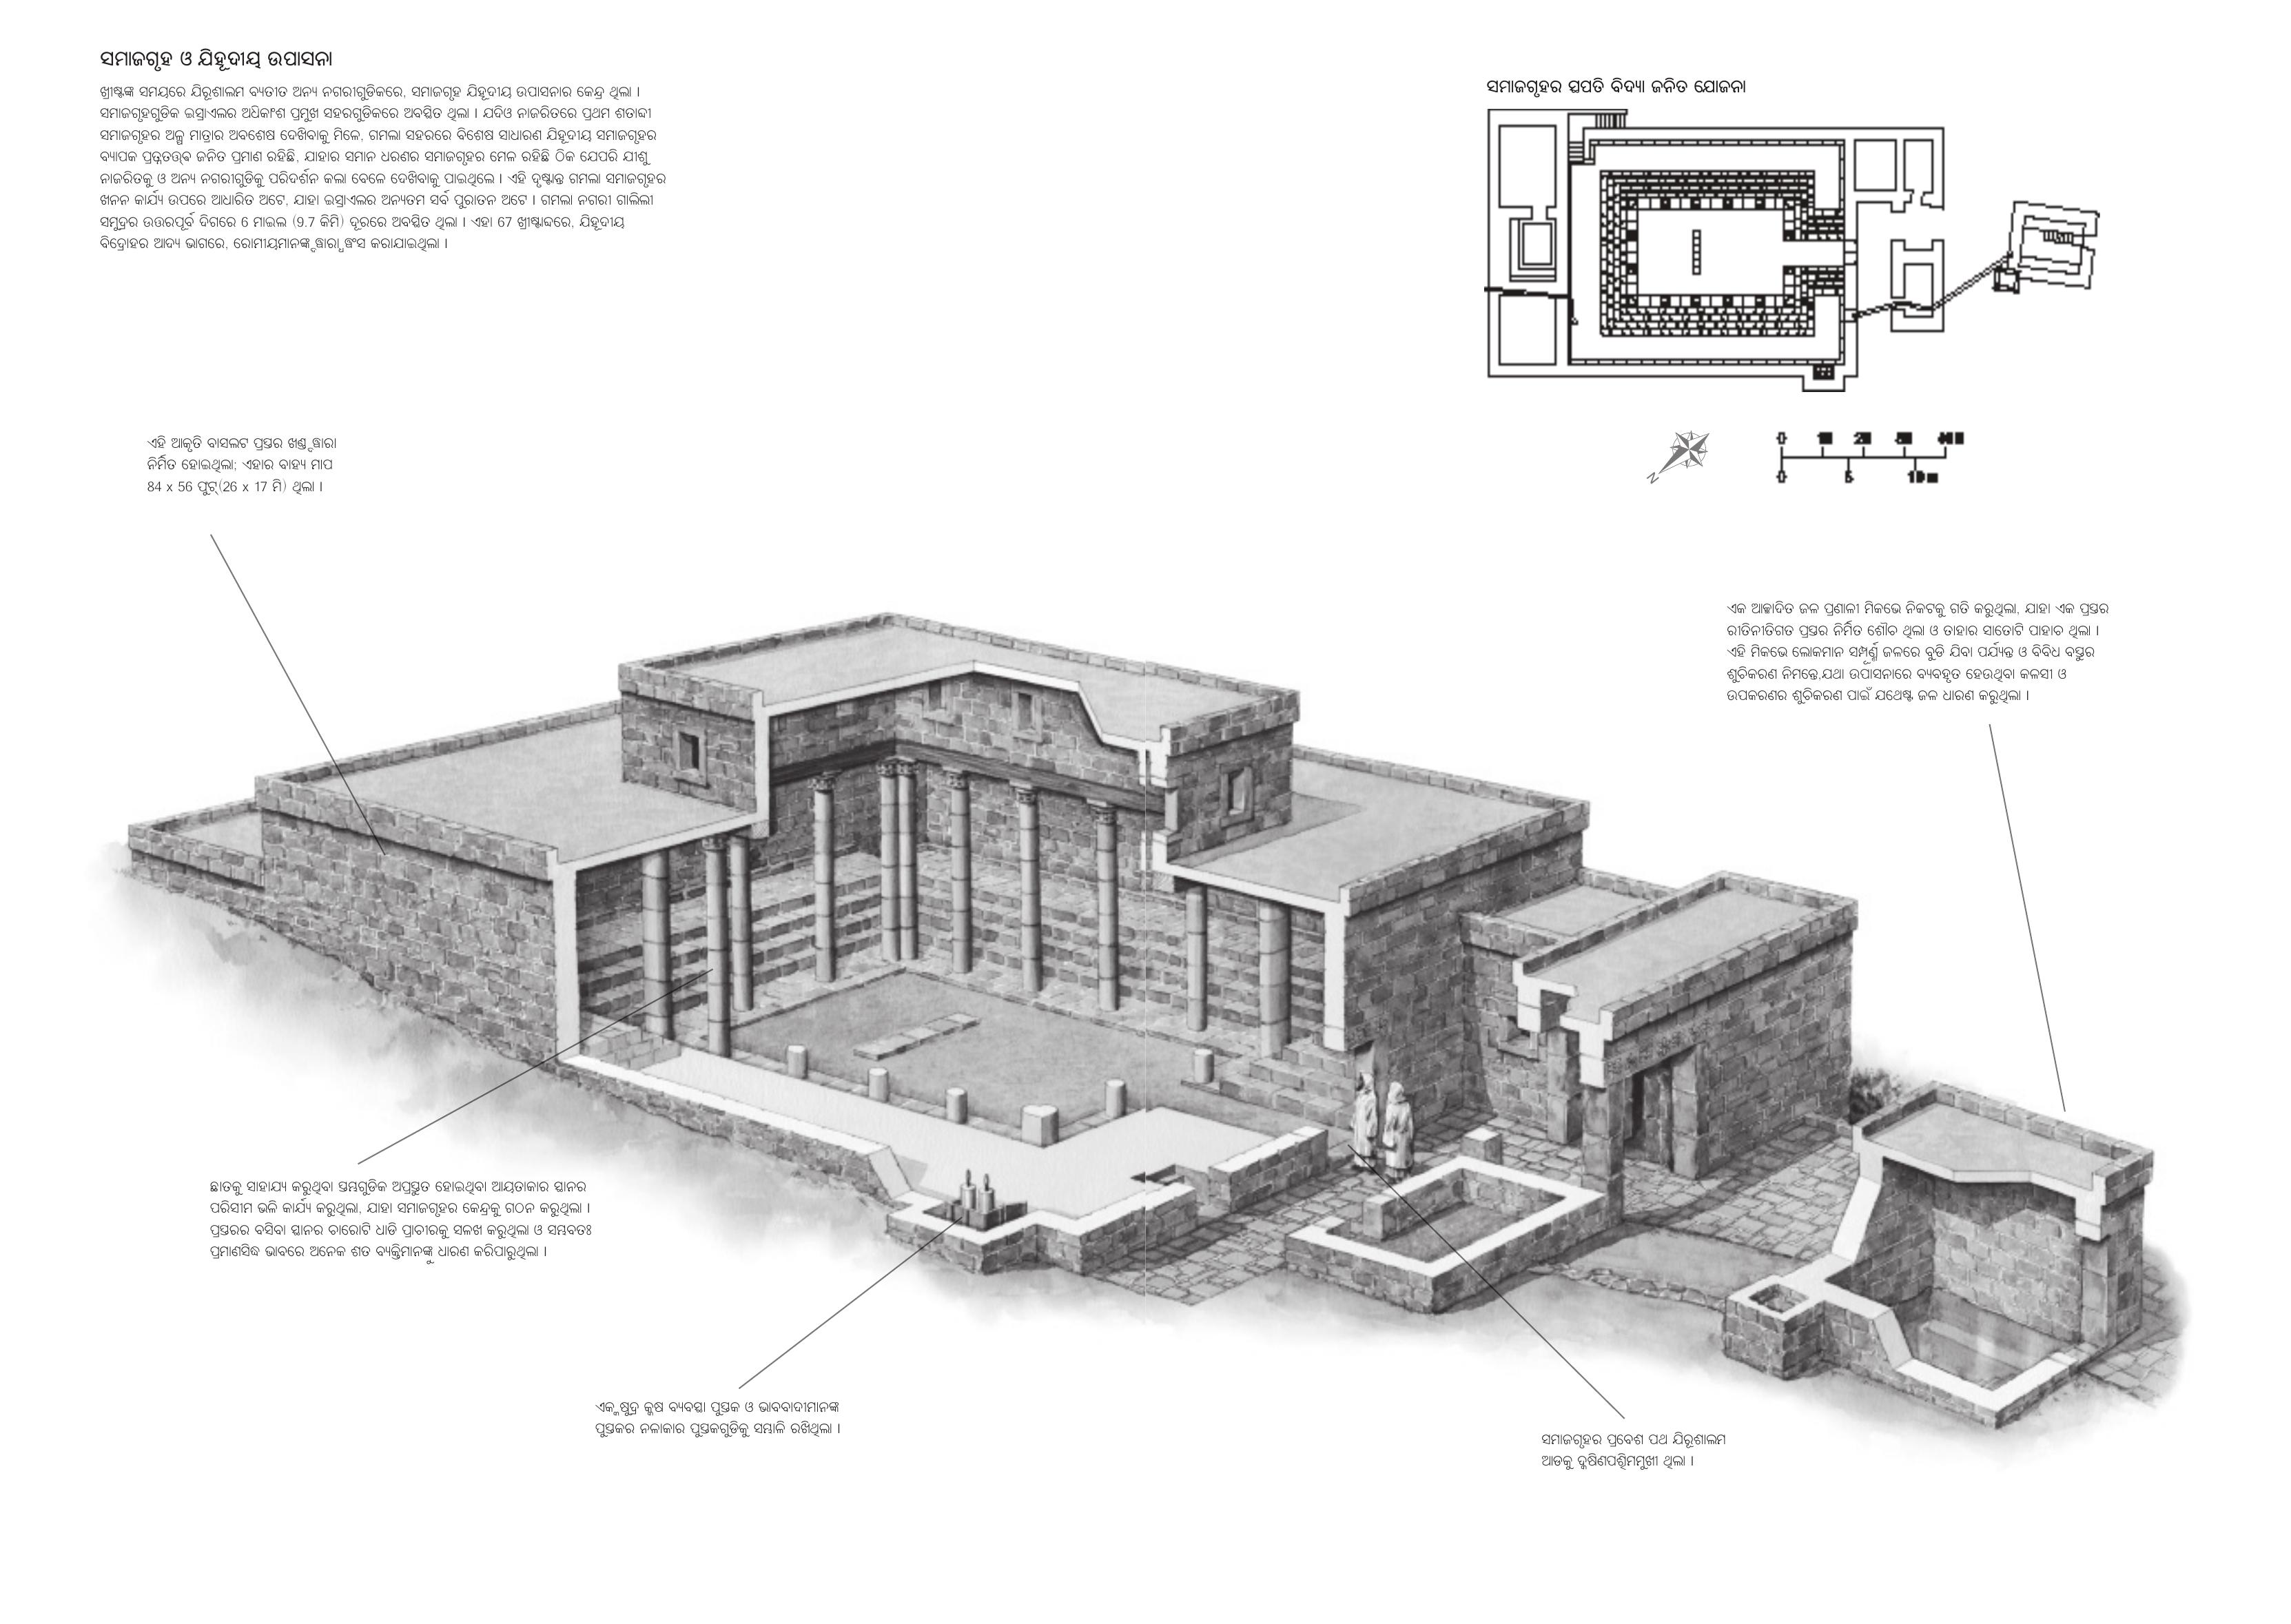 ସମାଜଗୃହ ଓ ଯିହୂଦୀୟ ଉପାସନା
ଖ୍ରୀଷ୍ଟଙ୍କ ସମୟରେ ଯିରୂଶାଲମ ବ୍ୟତୀତ ଅନ୍ୟ ନଗରୀଗୁଡିକରେ, ସମାଜଗୃହ ଯିହୂଦୀୟ ଉପାସନାର କେନ୍ଦ୍ର ଥିଲା ।
ସମାଜଗୃହଗୁଡିକ ଇସ୍ରାଏଲର ଅଧିକାଂଶ ପ୍ରମୁଖ ସହରଗୁଡିକରେ ଅବସ୍ଥିତ ଥିଲା । ଯଦିଓ ନାଜରିତରେ ପ୍ରଥମ ଶତାବ୍ଦୀ
ସମାଜଗୃହର ଅଳ୍ପ ମାତ୍ରାର ଅବଶେଷ ଦେଖିବାକୁ ମିଳେ, ଗମଲା ସହରରେ ବିଶେଷ ସାଧାରଣ ଯିହୂଦୀୟ ସମାଜଗୃହର
ବ୍ୟାପକ ପ୍ରତ୍ନତତ୍ତ୍ଵ ଜନିତ ପ୍ରମାଣ ରହିଛି, ଯାହାର ସମାନ ଧରଣର ସମାଜଗୃହର ମେଳ ରହିଛି ଠିକ ଯେପରି ଯୀଶୁ
ନାଜରିତକୁ ଓ ଅନ୍ୟ ନଗରୀଗୁଡିକୁ ପରିଦର୍ଶନ କଲା ବେଳେ ଦେଖିବାକୁ ପାଇଥିଲେ । ଏହି ଦୃଷ୍ଟାନ୍ତ ଗମଲା ସମାଜଗୃହର
ଖନନ କାର୍ଯ୍ୟ ଉପରେ ଆଧାରିତ ଅଟେ, ଯାହା ଇସ୍ରାଏଲର ଅନ୍ୟତମ ସର୍ବ ପୁରାତନ ଅଟେ । ଗମଲା ନଗରୀ ଗାଲିଲୀ
ସମୁଦ୍ରର ଉତ୍ତରପୂର୍ବ ଦିଗରେ 6 ମାଇଲ (9.7 କିମି) ଦୂରରେ ଅବସ୍ଥିତ ଥିଲା । ଏହା 67 ଖ୍ରୀଷ୍ଟାବ୍ଦରେ, ଯିହୂଦୀୟ
ବିଦ୍ରୋହର ଆଦ୍ୟ ଭାଗରେ, ରୋମୀୟମାନଙ୍କ ଦ୍ୱାରା ଧ୍ୱଂସ କରାଯାଇଥିଲା ।
ସମାଜଗୃହର ସ୍ଥପତି ବିଦ୍ୟା ଜନିତ ଯୋଜନା
N
0 10 20
0 5 10 m
ଏହି ଆକୃତି ବାସଲଟ ପ୍ରସ୍ତର ଖଣ୍ଡ ଦ୍ୱାରା
ନିର୍ମିତ ହୋଇଥିଲା; ଏହାର ବାହ୍ୟ ମାପ
84 x 56 ଫୁଟ୍ (26 x 17 ମି) ଥିଲା ।
ଏକ ଆଚ୍ଛାଦିତ ଜଳ ପ୍ରଣାଳୀ ମିକଭେ ନିକଟକୁ ଗତି କରୁଥିଲା, ଯାହା ଏକ ପ୍ରସ୍ତର
ରୀତିନୀତିଗତ ପ୍ରସ୍ତର ନିର୍ମିତ ଶୌଚ ଥିଲା ଓ ତାହାର ସାତୋଟି ପାହାଚ ଥିଲା ।
ଏହି ମିକଭେ ଲୋକମାନ ସମ୍ପୂର୍ଣ୍ଣ ଜଳରେ ବୁଡି ଯିବା ପର୍ଯ୍ୟନ୍ତ ଓ ବିବିଧ ବସ୍ତୁର
ଶୁଚିକରଣ ନିମନ୍ତେ,ଯଥା ଉପାସନାରେ ବ୍ୟବହୃତ ହେଉଥିବା କଳସୀ ଓ
ଉପକରଣର ଶୁଚିକରଣ ପାଇଁ ଯଥେଷ୍ଟ ଜଳ ଧାରଣ କରୁଥିଲା ।
ଛାତକୁ ସାହାଯ୍ୟ କରୁଥିବା ସ୍ତମ୍ଭଗୁଡିକ ଅପ୍ରସ୍ତୁତ ହୋଇଥିବା ଆୟତାକାର ସ୍ଥାନର
ପରିସୀମ ଭଳି କାର୍ଯ୍ୟ କରୁଥିଲା, ଯାହା ସମାଜଗୃହର କେନ୍ଦ୍ରକୁ ଗଠନ କରୁଥିଲା ।
ପ୍ରସ୍ତରର ବସିବା ସ୍ଥାନର ଚାରୋଟି ଧାଡି ପ୍ରାଚୀରକୁ ସଳଖ କରୁଥିଲା ଓ ସମ୍ଭବତଃ
ପ୍ରମାଣସିଦ୍ଧ ଭାବରେ ଅନେକ ଶତ ବ୍ୟକ୍ତିମାନଙ୍କୁ ଧାରଣ କରିପାରୁଥିଲା ।
ଏକ କ୍ଷୁଦ୍ର କକ୍ଷ ବ୍ୟବସ୍ଥା ପୁସ୍ତକ ଓ ଭାବବାଦୀମାନଙ୍କ
ପୁସ୍ତକର ନଳାକାର ପୁସ୍ତକଗୁଡିକୁ ସମ୍ଭାଳି ରଖିଥିଲା ।
ସମାଜଗୃହର ପ୍ରବେଶ ପଥ ଯିରୂଶାଲମ
ଆଡକୁ ଦକ୍ଷିଣପଶ୍ଚିମମୁଖୀ ଥିଲା ।